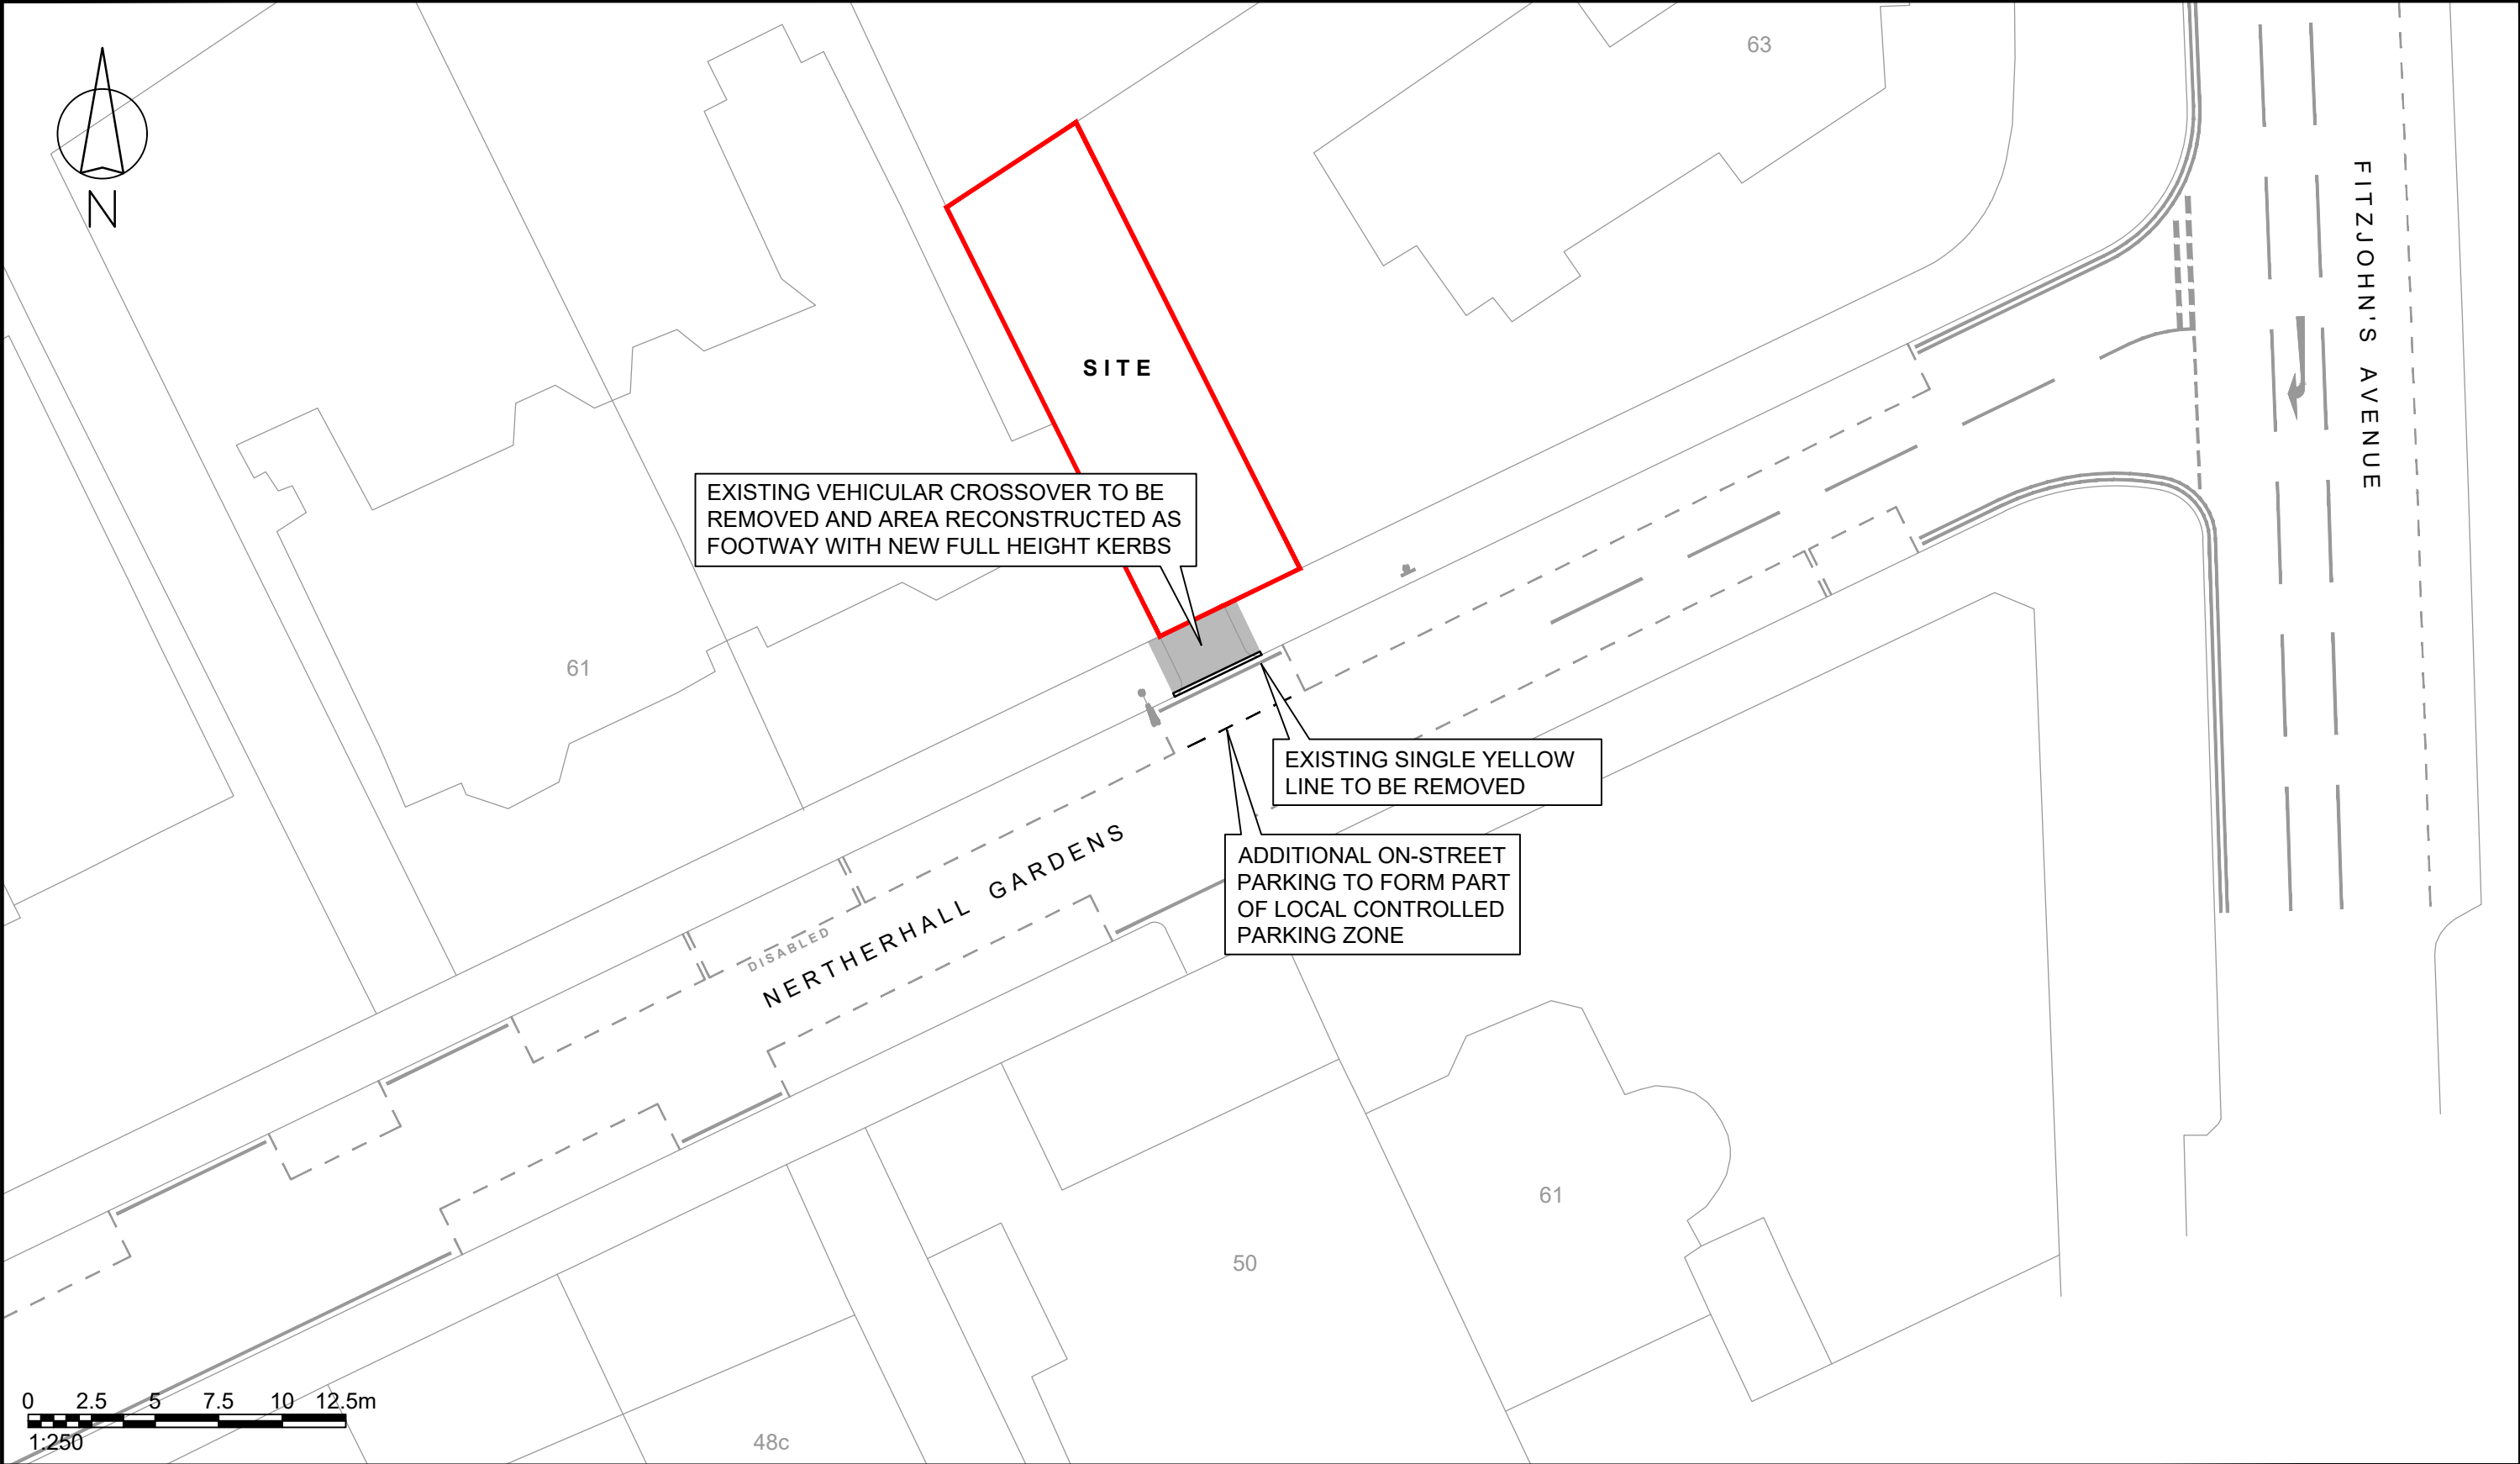 63
N
SITE
FITZJOHN'S AVENUE
EXISTING VEHICULAR CROSSOVER TO BE
REMOVED AND AREA RECONSTRUCTED AS
FOOTWAY WITH NEW FULL HEIGHT KERBS
61
EXISTING SINGLE YELLOW
LINE TO BE REMOVED
ADDITIONAL ON-STREET
PARKING TO FORM PART
OF LOCAL CONTROLLED
PARKING ZONE
DISABLED
NERTHERHALL GARDENS
61
50
0 2.5 5 7.5 10 12.5m
1:250
48c